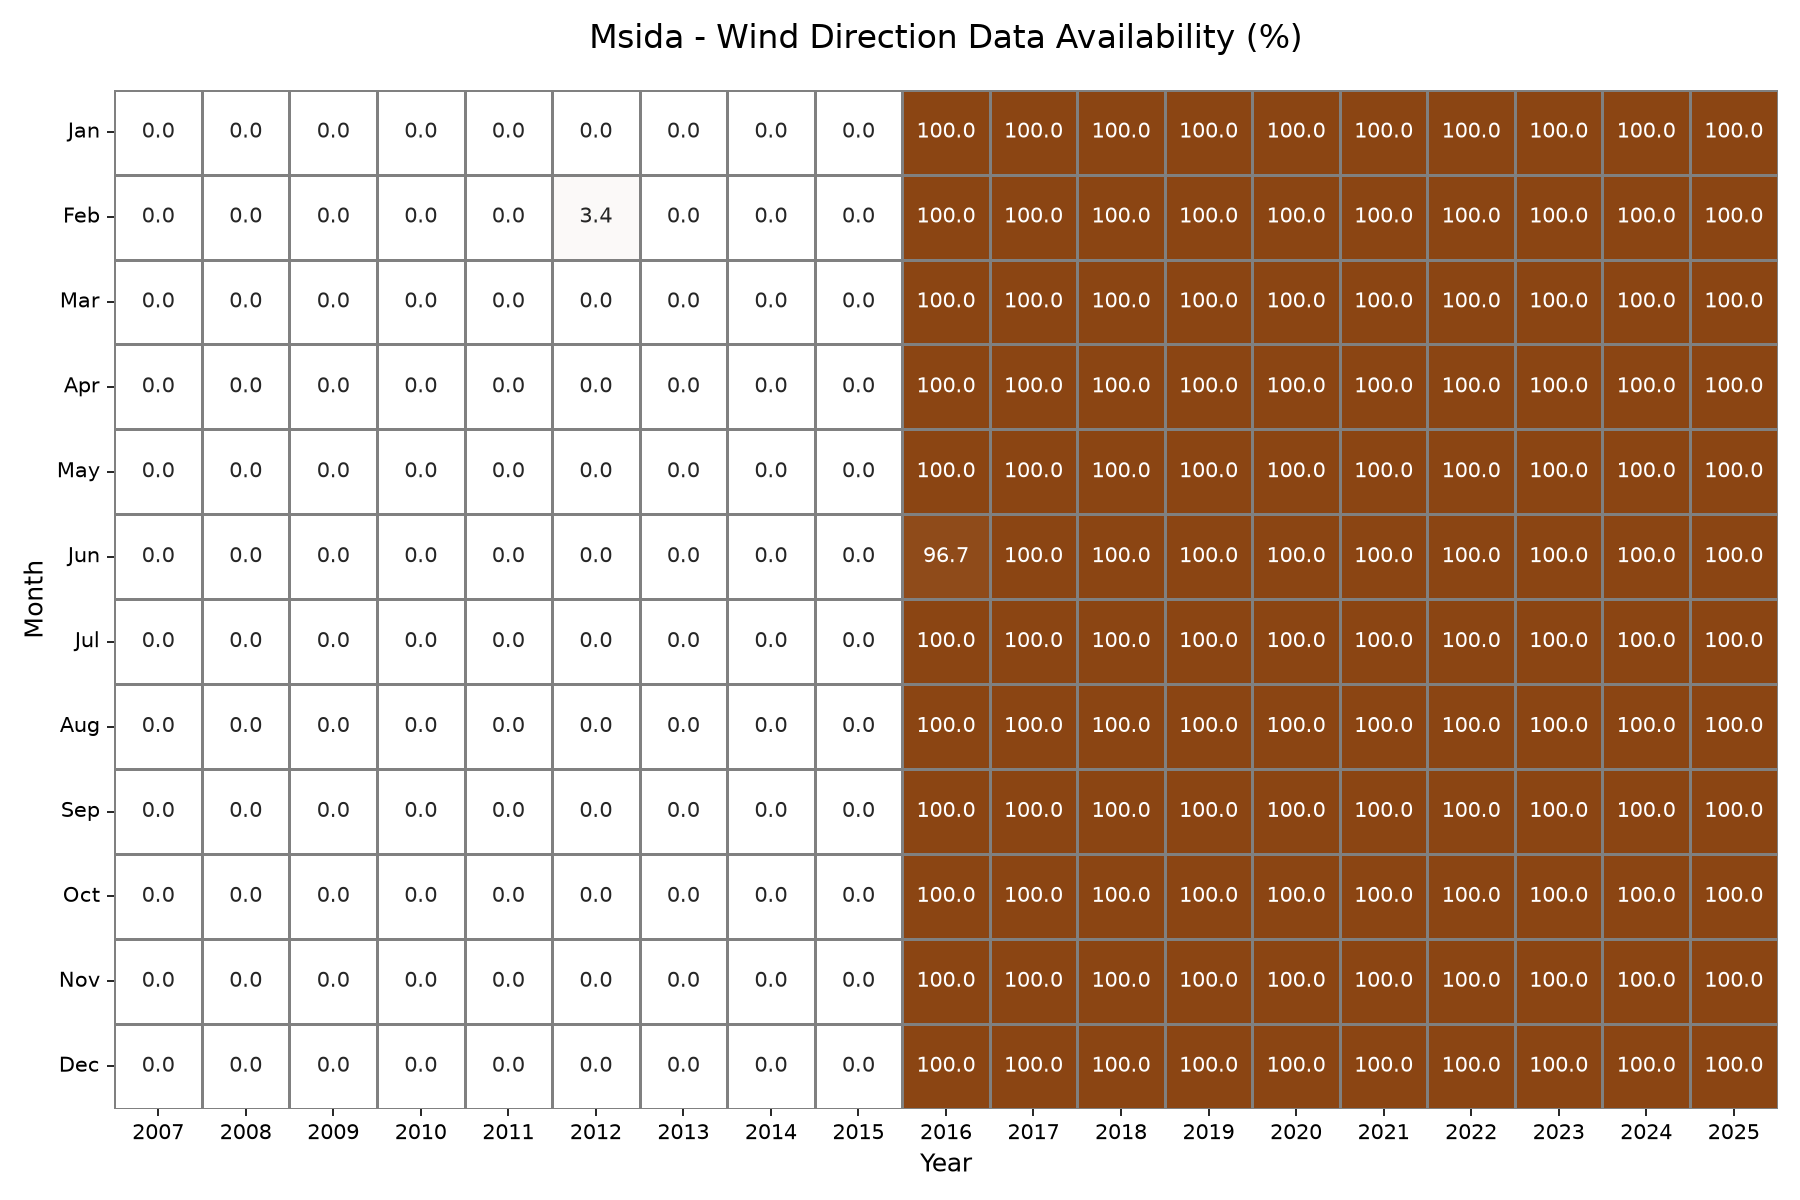 Msida - Wind Direction Data Availability (%)
Month
Jan 0.0 0.0 0.0 0.0 0.0 0.0 0.0 0.0 0.0 100.0 100.0 100.0 100.0 100.0 100.0 100.0 100.0 100.0 100.0
Feb 0.0 0.0 0.0 0.0 0.0 3.4 0.0 0.0 0.0 100.0 100.0 100.0 100.0 100.0 100.0 100.0 100.0 100.0 100.0
Mar 0.0 0.0 0.0 0.0 0.0 0.0 0.0 0.0 0.0 100.0 100.0 100.0 100.0 100.0 100.0 100.0 100.0 100.0 100.0
Apr 0.0 0.0 0.0 0.0 0.0 0.0 0.0 0.0 0.0 100.0 100.0 100.0 100.0 100.0 100.0 100.0 100.0 100.0 100.0
May 0.0 0.0 0.0 0.0 0.0 0.0 0.0 0.0 0.0 100.0 100.0 100.0 100.0 100.0 100.0 100.0 100.0 100.0 100.0
Jun 0.0 0.0 0.0 0.0 0.0 0.0 0.0 0.0 0.0 96.7 100.0 100.0 100.0 100.0 100.0 100.0 100.0 100.0 100.0
Jul 0.0 0.0 0.0 0.0 0.0 0.0 0.0 0.0 0.0 100.0 100.0 100.0 100.0 100.0 100.0 100.0 100.0 100.0 100.0
Aug 0.0 0.0 0.0 0.0 0.0 0.0 0.0 0.0 0.0 100.0 100.0 100.0 100.0 100.0 100.0 100.0 100.0 100.0 100.0
Sep 0.0 0.0 0.0 0.0 0.0 0.0 0.0 0.0 0.0 100.0 100.0 100.0 100.0 100.0 100.0 100.0 100.0 100.0 100.0
Oct 0.0 0.0 0.0 0.0 0.0 0.0 0.0 0.0 0.0 100.0 100.0 100.0 100.0 100.0 100.0 100.0 100.0 100.0 100.0
Nov 0.0 0.0 0.0 0.0 0.0 0.0 0.0 0.0 0.0 100.0 100.0 100.0 100.0 100.0 100.0 100.0 100.0 100.0 100.0
Dec 0.0 0.0 0.0 0.0 0.0 0.0 0.0 0.0 0.0 100.0 100.0 100.0 100.0 100.0 100.0 100.0 100.0 100.0 100.0
2007 2008 2009 2010 2011 2012 2013 2014 2015 2016 2017 2018 2019 2020 2021 2022 2023 2024 2025
Year